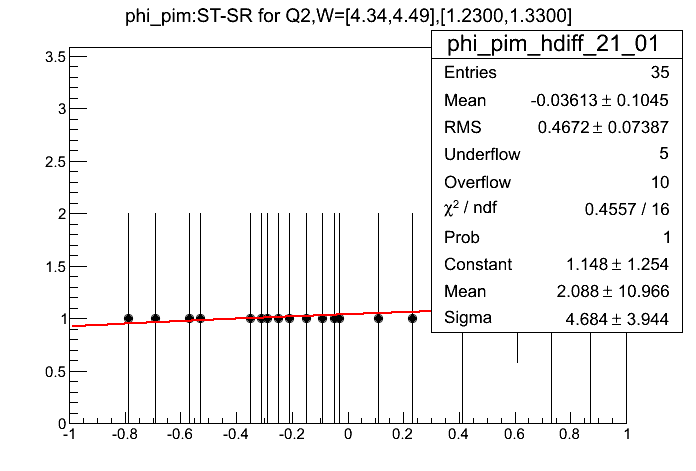 phi_pim:ST-SR for Q2,W=[4.34,4.49],[1.2300,1.3300]
phi_pim_hdiff_21_01
Entries 35
Mean -0.03613 ± 0.1045
RMS 0.4672 ± 0.07387
Underflow 5
Overflow 10
χ² / ndf 0.4557 / 16
Prob 1
Constant 1.148 ± 1.254
Mean 2.088 ± 10.966
Sigma 4.684 ± 3.944
3.5
3
2.5
2
1.5
1
0.5
0
-1 -0.8 -0.6 -0.4 -0.2 0 0.2 0.4 0.6 0.8 1